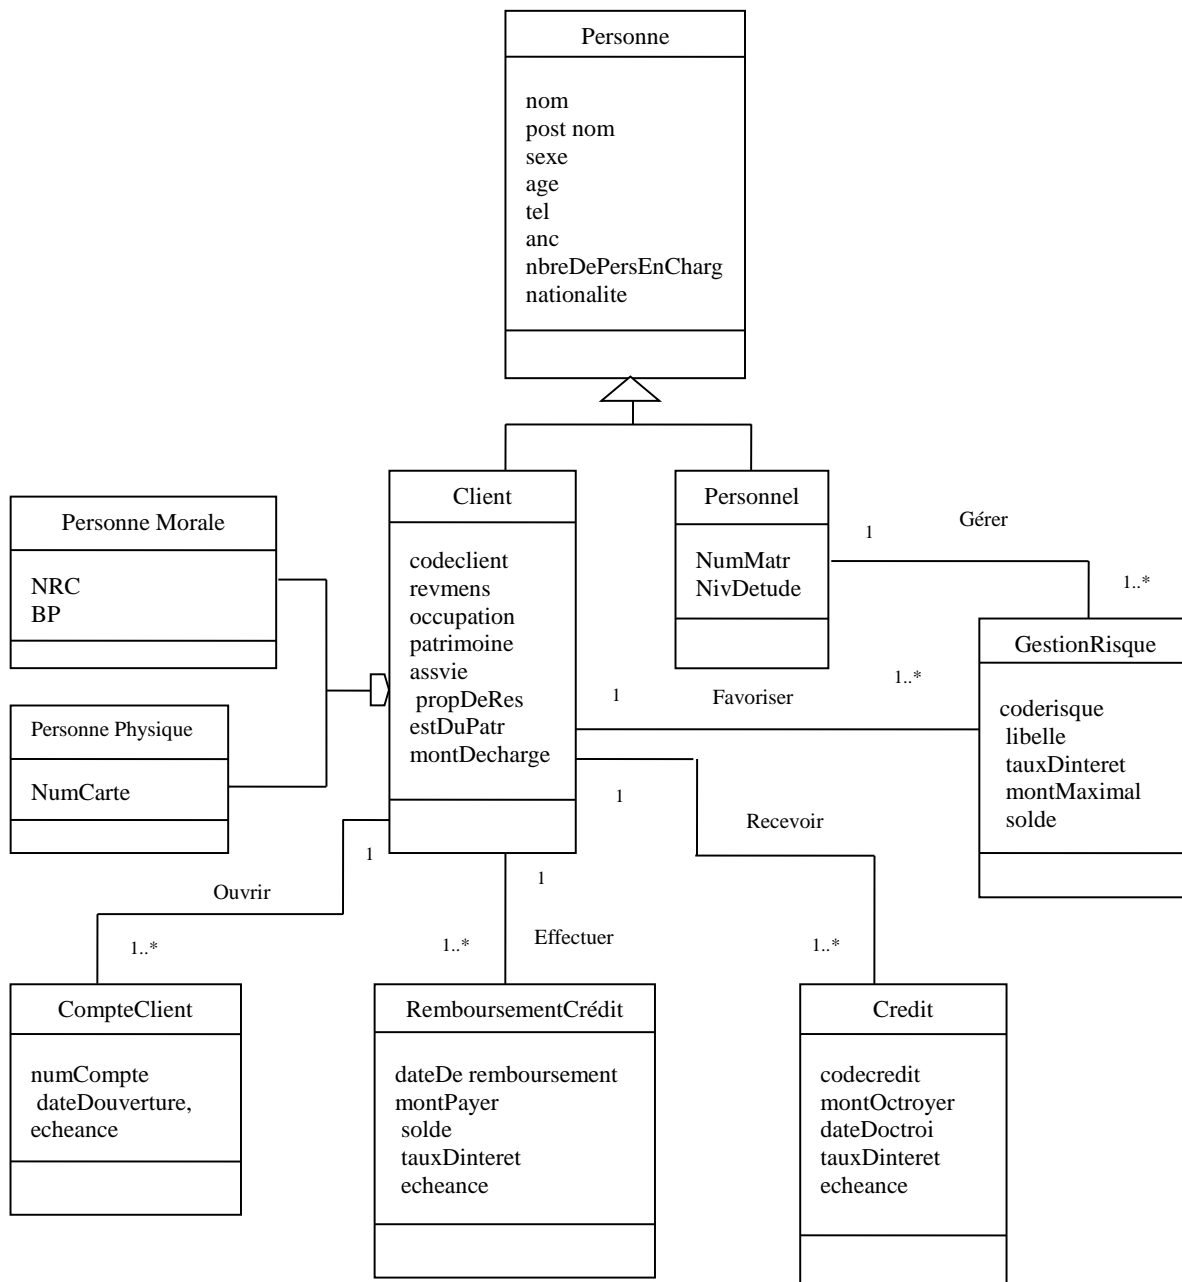 Personne
nom
post nom
sexe
age
tel
anc
nbreDePersEnCharg
nationalite
Client
codeclient
revmens
occupation
patrimoine
assvie
propDeRes
estDuPatr
montDecharge
Personnel
NumMatr
NivDetude
Gérer
1
1..*
Personne Morale
NRC
BP
Personne Physique
NumCarte
GestionRisque
coderisque
libelle
tauxDinteret
montMaximal
solde
Favoriser
1
1..*
Recevoir
1
1..*
Ouvrir
1
1..*
Effectuer
1
1..*
CompteClient
numCompte
dateDouverture,
echeance
RemboursementCrédit
dateDe remboursement
montPayer
solde
tauxDinteret
echeance
Credit
codecredit
montOctroyer
dateDoctroi
tauxDinteret
echeance